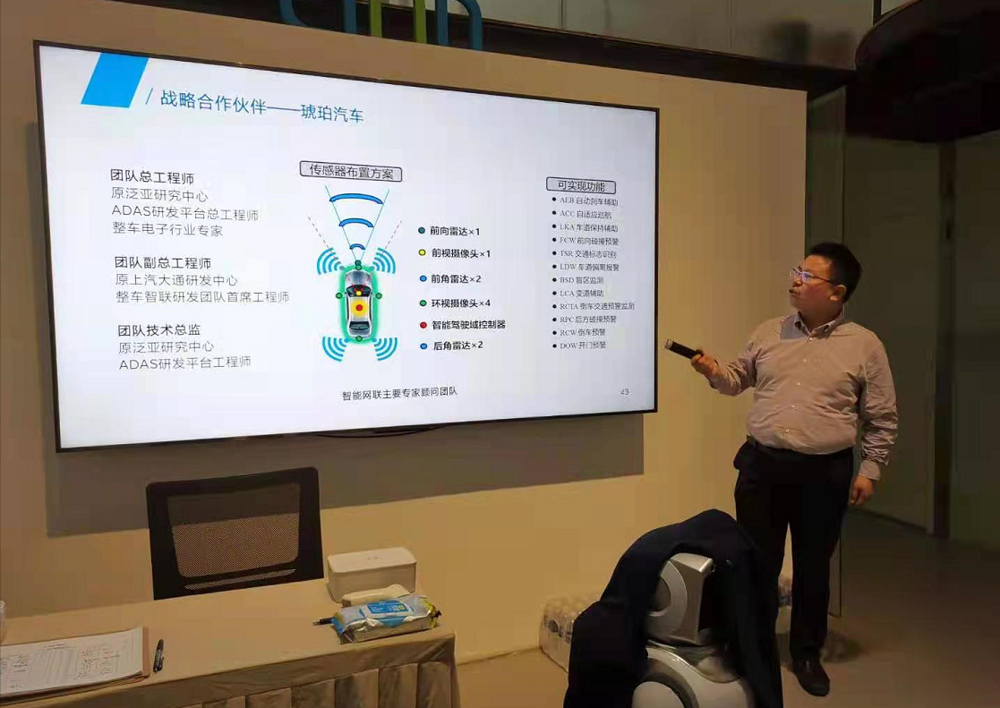 战略合作伙伴——琥珀汽车
团队总工程师
原泛亚研究中心
ADAS研发平台总工程师
整车电子行业专家
团队副总工程师
原上汽大通研发中心
整车智联研发团队首席工程师
团队技术总监
原泛亚研究中心
ADAS研发平台工程师
传感器布置方案
前向雷达×1
前视摄像头×1
前角雷达×2
环视摄像头×4
智能驾驶域控制器
后角雷达×2
可实现功能
AEB 自动刹车辅助
ACC 自适应巡航
LKA 车道保持辅助
FCW 前向碰撞预警
TSR 交通标志识别
LDW 车道偏离报警
BSD 盲区监测
LCA 变道辅助
RCTA 倒车交通预警监测
RPC 后方碰撞预警
RCW 倒车预警
DOW 开门预警
智能网联主要专家顾问团队
43